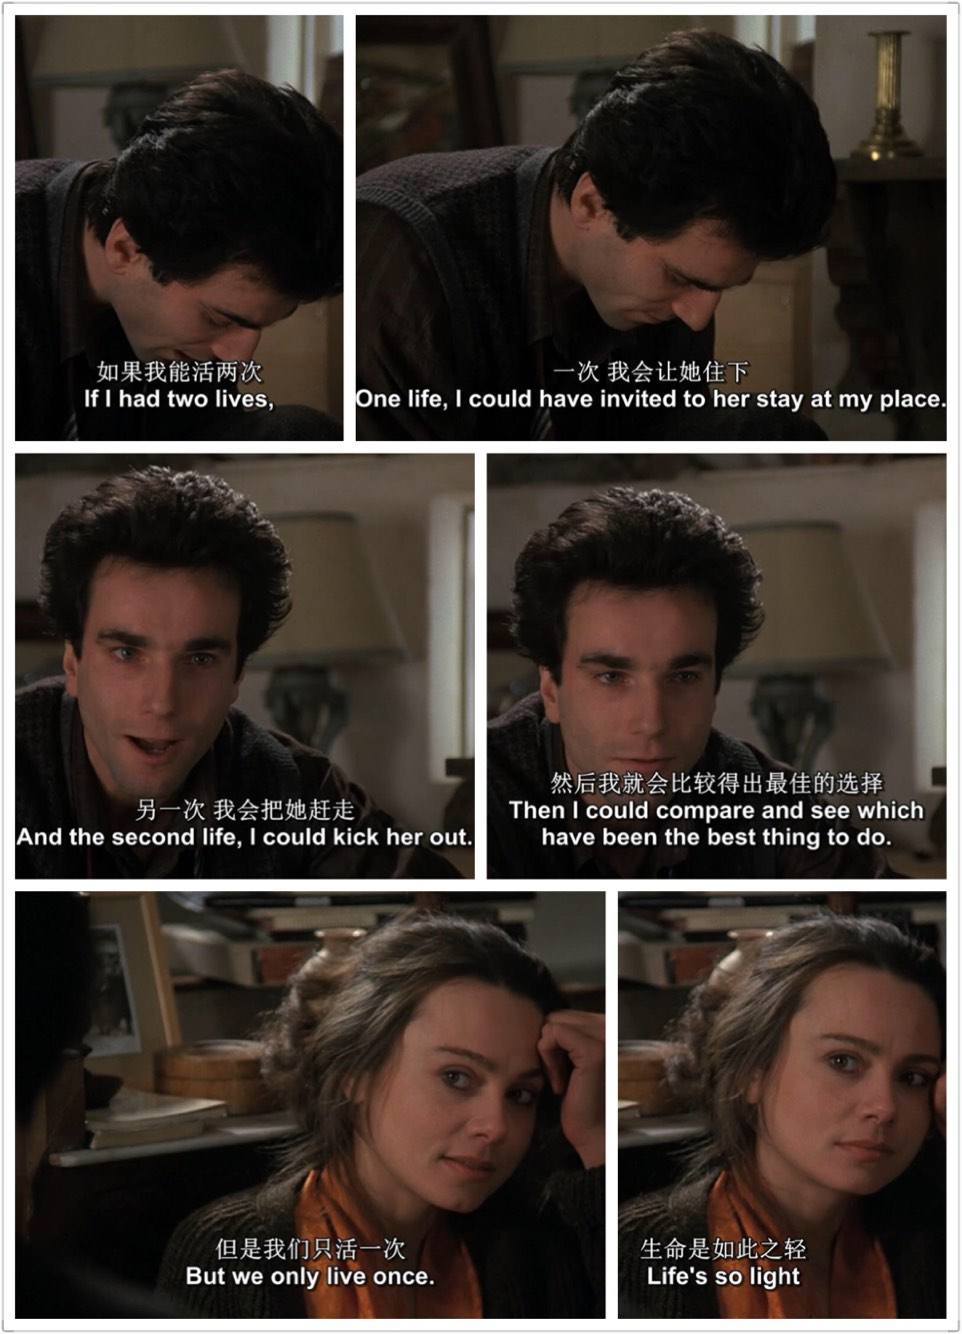 如果我能活两次
If I had two lives,
一次 我会让她住下
One life, I could have invited to her stay at my place.
另一次 我会把她赶走
And the second life, I could kick her out.
然后我就会比较得出最佳的选择
Then I could compare and see which
have been the best thing to do.
但是我们只活一次
But we only live once.
生命是如此之轻
Life's so light